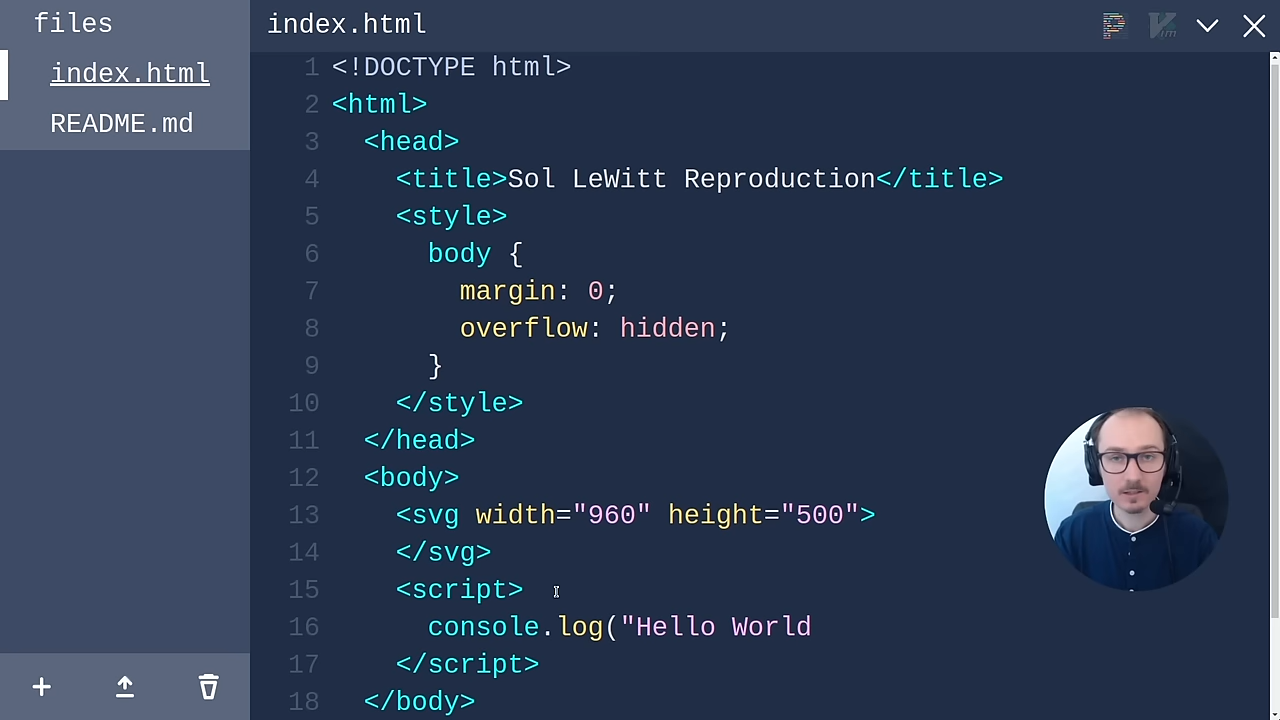 files
index.html
README.md
index.html
1 <!DOCTYPE html>
2 <html>
3 <head>
4 <title>Sol LeWitt Reproduction</title>
5 <style>
6 body {
7 margin: 0;
8 overflow: hidden;
9 }
10 </style>
11 </head>
12 <body>
13 <svg width="960" height="500">
14 </svg>
15 <script>
16 console.log("Hello World
17 </script>
18 </body>